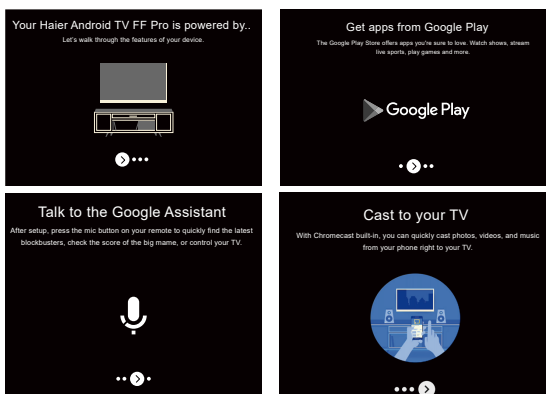 Your Haier Android TV FF Pro is powered by..
Let's walk through the features of your device.
Get apps from Google Play
The Google Play Store offers apps you're sure to love. Watch shows, stream
live sports, play games and more.
Google Play
Talk to the Google Assistant
After setup, press the mic button on your remote to quickly find the latest
blockbusters, check the score of the big mame, or control your TV.
Cast to your TV
With Chromecast built-in, you can quickly cast photos, videos, and music
from your phone right to your TV.